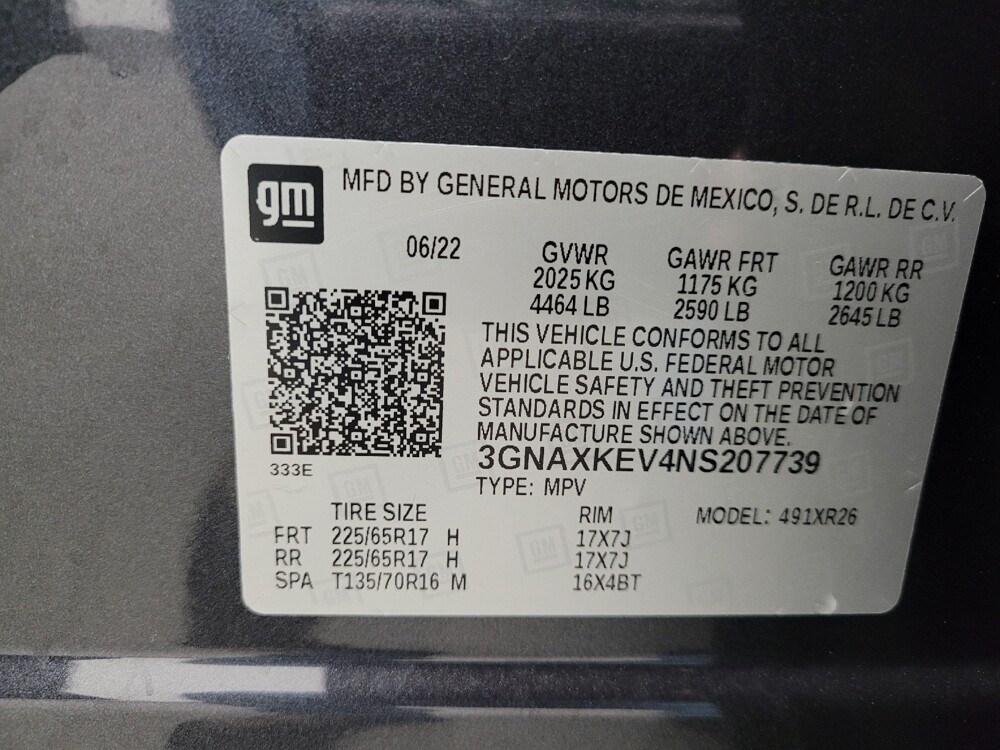 gm
MFD BY GENERAL MOTORS DE MEXICO, S. DE R.L. DE C.V.
06/22 GVWR GAWR FRT GAWR RR
2025 KG 1175 KG 1200 KG
4464 LB 2590 LB 2645 LB
THIS VEHICLE CONFORMS TO ALL
APPLICABLE U.S. FEDERAL MOTOR
VEHICLE SAFETY AND THEFT PREVENTION
STANDARDS IN EFFECT ON THE DATE OF
MANUFACTURE SHOWN ABOVE.
333E
3GNAXKEV4NS207739
TYPE: MPV
TIRE SIZE RIM MODEL: 491XR26
FRT 225/65R17 H 17X7J
RR 225/65R17 H 17X7J
SPA T135/70R16 M 16X4BT